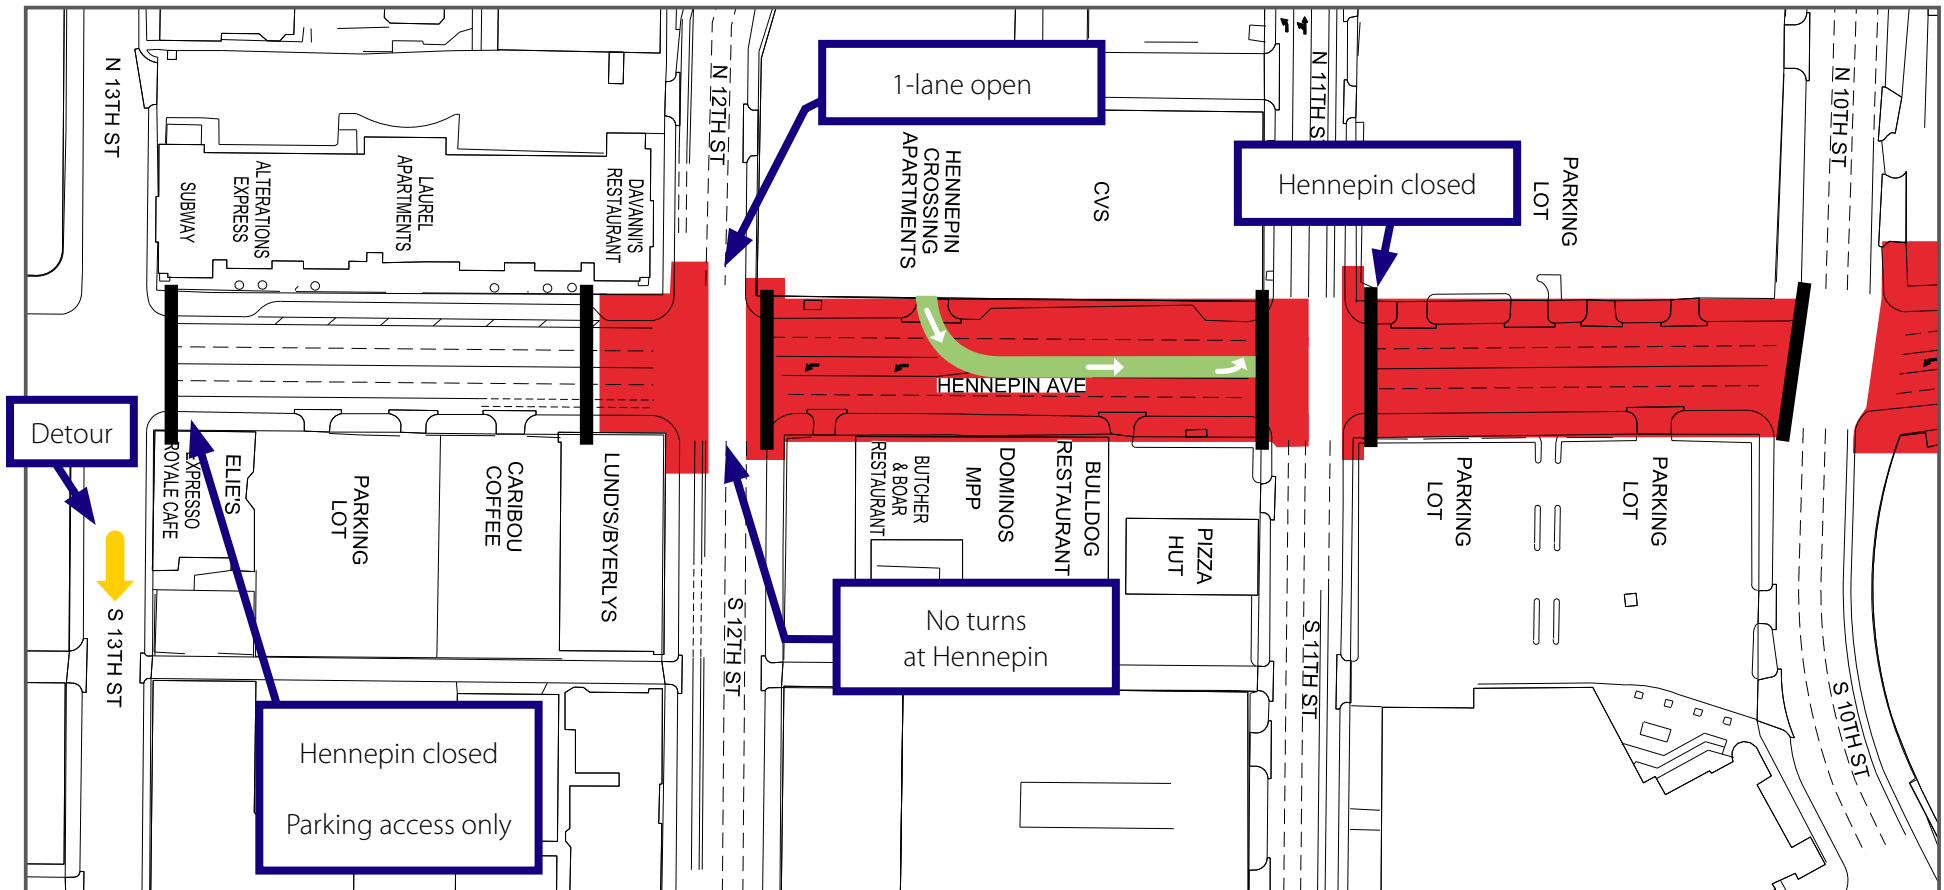 N 13TH ST
N 12TH ST
1-lane open
N 11TH S
N 10TH ST
SUBWAY
ALTERATIONS
EXPRESS
LAUREL
APARTMENTS
DAVANNI'S
RESTAURANT
HENNEPIN
CROSSING
APARTMENTS
CVS
Hennepin closed
PARKING
LOT
HENNEPIN AVE
Detour
EXPRESSO
ROYALE CAFE
ELIE'S
PARKING
LOT
CARIBOU
COFFEE
LUND'S/BYERLYS
BUTCHER
& BOAR
RESTAURANT
DOMINOS
MPP
BULLDOG
RESTAURANT
PIZZA
HUT
PARKING
LOT
PARKING
LOT
S 13TH ST
S 12TH ST
No turns
at Hennepin
S 11TH ST
S 10TH ST
Hennepin closed
Parking access only